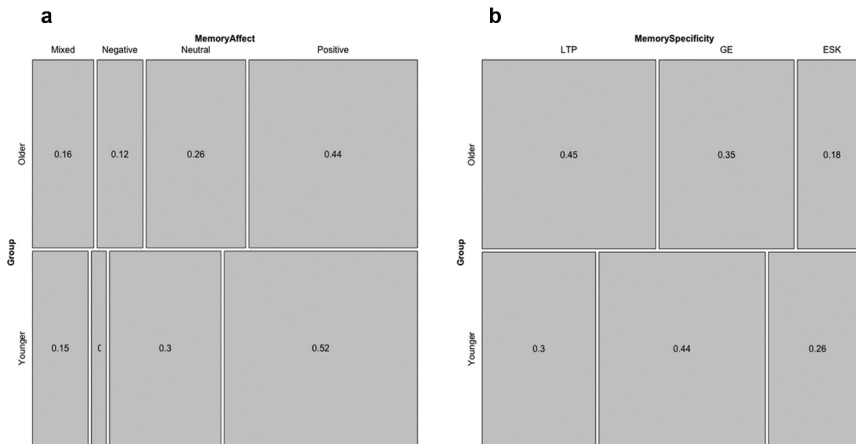 a
MemoryAffect
Mixed Negative Neutral Positive
Group
Older
0.16 0.12 0.26 0.44
Younger
0.15 0.3 0.52
b
MemorySpecificity
LTP GE ESK
Group
Older
0.45 0.35 0.18
Younger
0.3 0.44 0.26